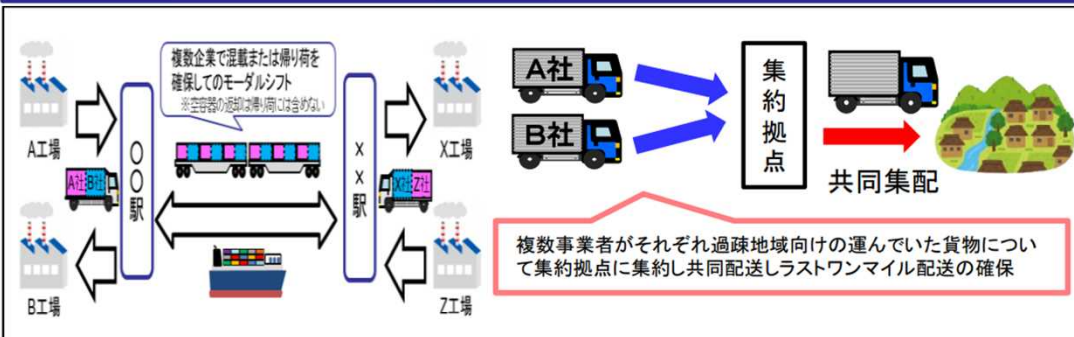 複数企業で混載または帰り荷を
確保してのモーダルシフト
※空容器の返却は帰り荷には含めない
A工場
B工場
A社 B社
○○駅
××駅
X社 Z社
X工場
Z工場
A社
B社
集約拠点
共同集配
複数事業者がそれぞれ過疎地域向けの運んでいた貨物につい
て集約拠点に集約し共同配送しラストワンマイル配送の確保